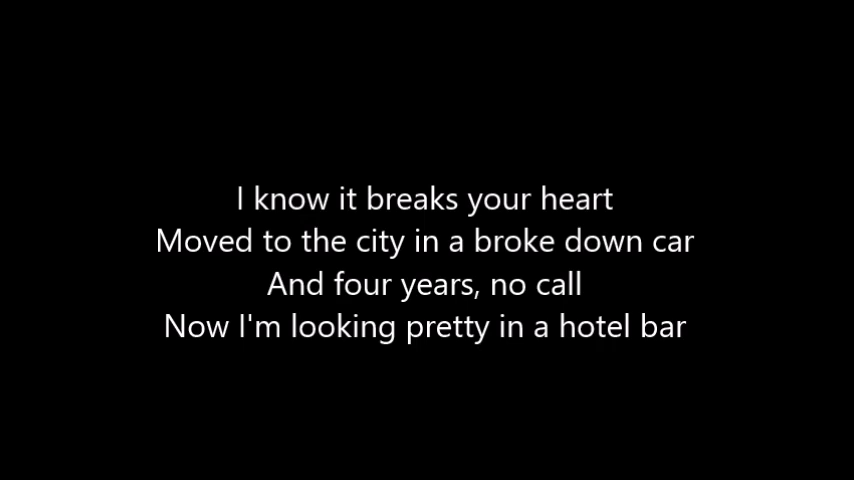 I know it breaks your heart
Moved to the city in a broke down car
And four years, no call
Now I'm looking pretty in a hotel bar